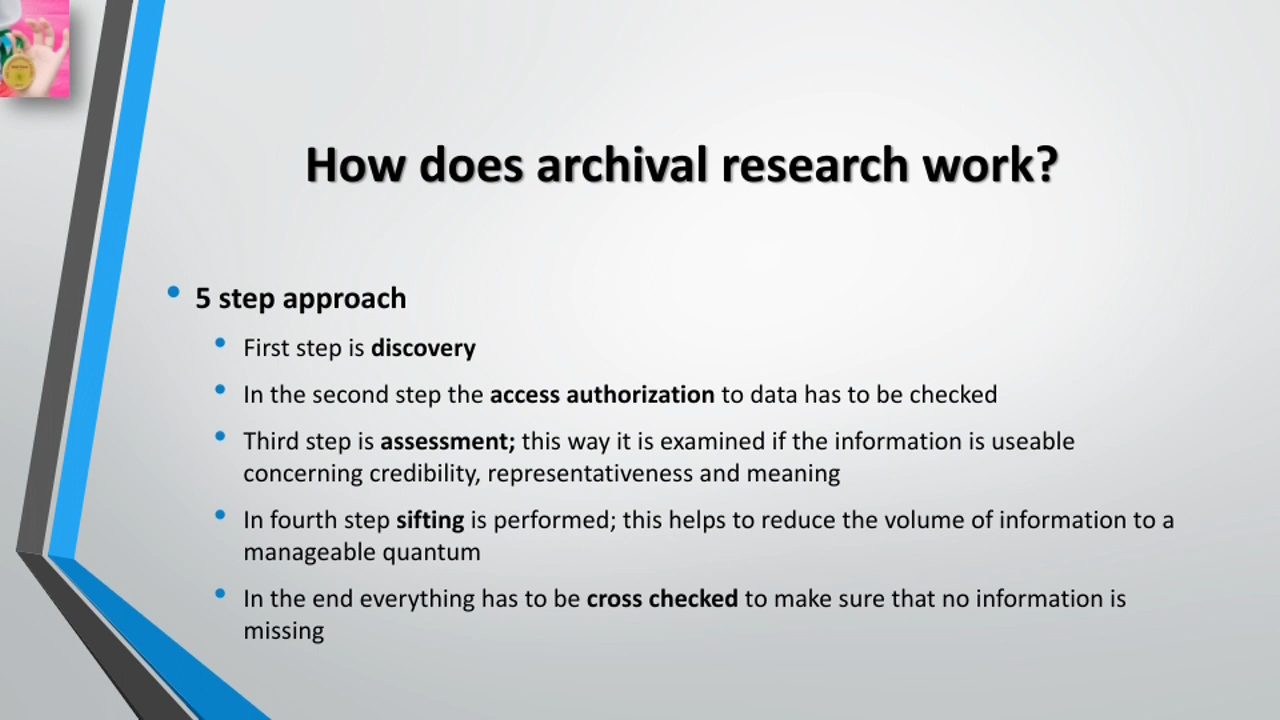 How does archival research work?
5 step approach
First step is discovery
In the second step the access authorization to data has to be checked
Third step is assessment; this way it is examined if the information is useable
concerning credibility, representativeness and meaning
In fourth step sifting is performed; this helps to reduce the volume of information to a
manageable quantum
In the end everything has to be cross checked to make sure that no information is
missing